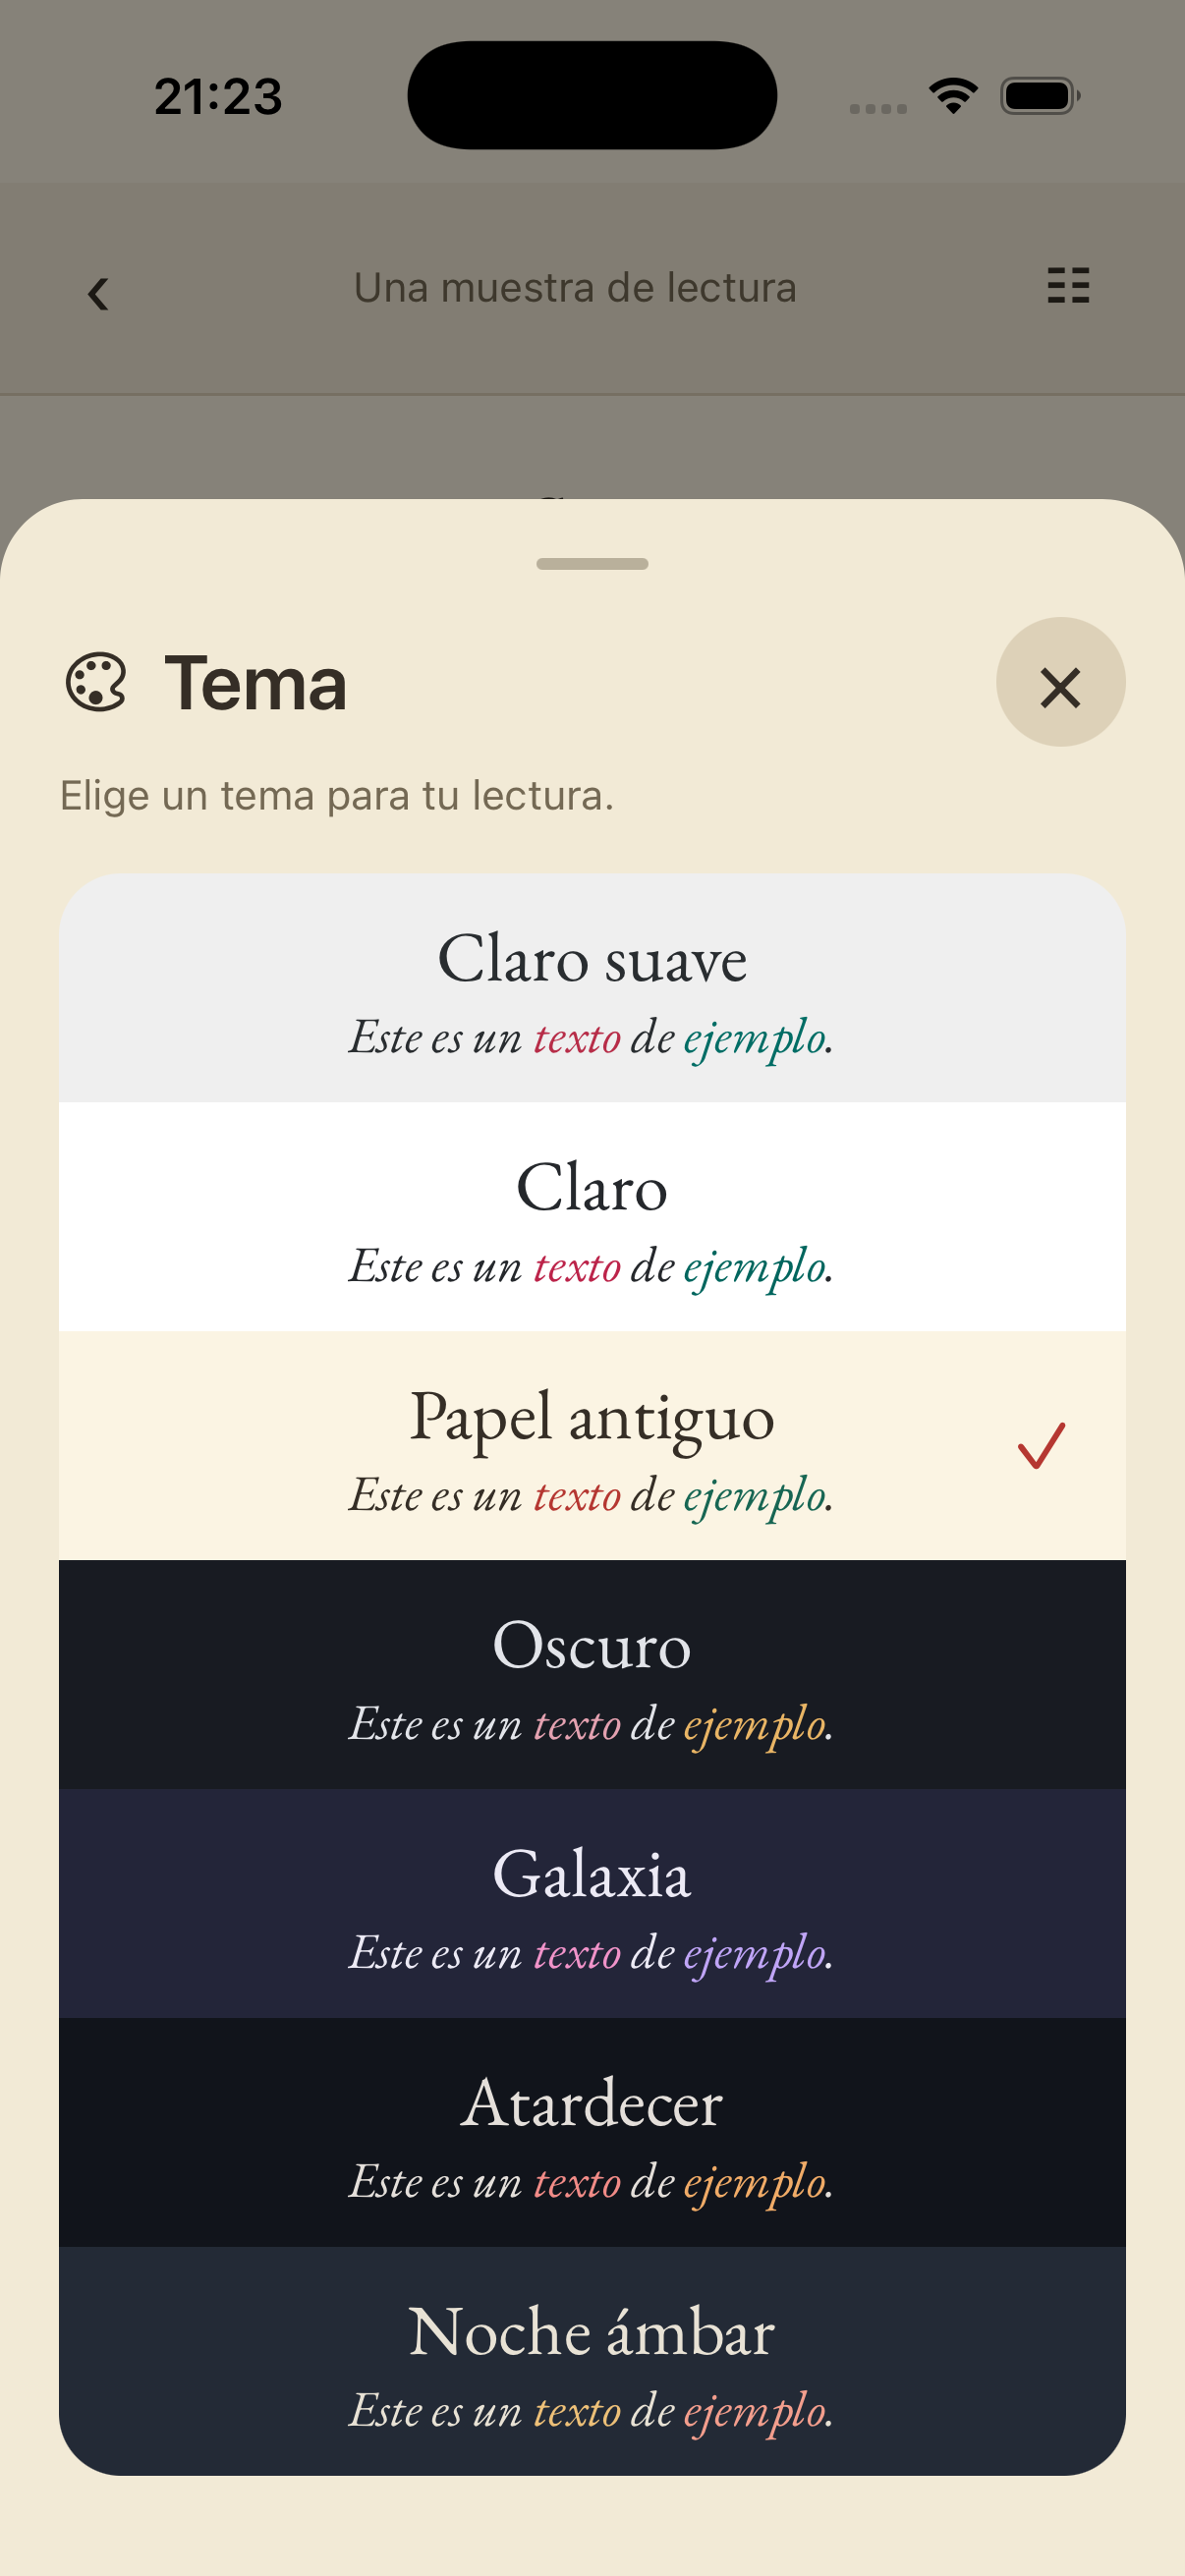 21:23
Una muestra de lectura
Tema
Elige un tema para tu lectura.
Claro suave
Este es un texto de ejemplo.
Claro
Este es un texto de ejemplo.
Papel antiguo
Este es un texto de ejemplo.
Oscuro
Este es un texto de ejemplo.
Galaxia
Este es un texto de ejemplo.
Atardecer
Este es un texto de ejemplo.
Noche ámbar
Este es un texto de ejemplo.